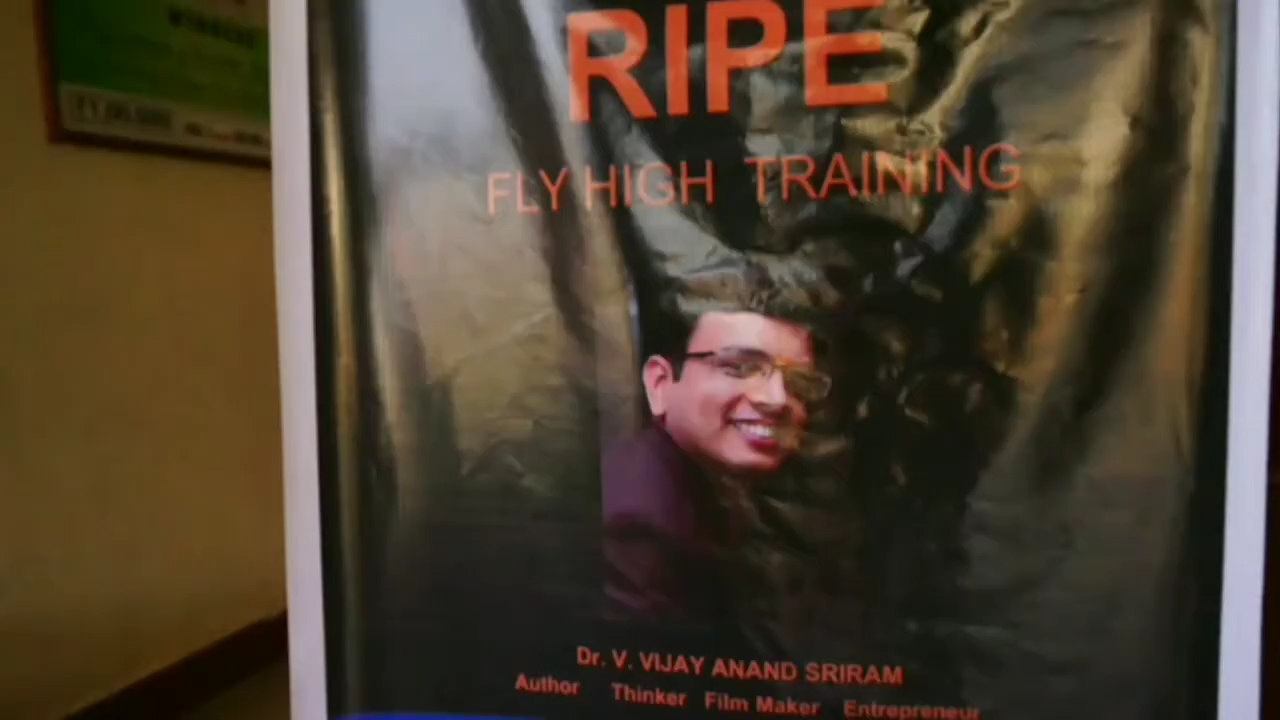 RIPE
FLY HIGH TRAINING
Dr. V. VIJAY ANAND SRIRAM
Author Thinker Film Maker Entrepreneur